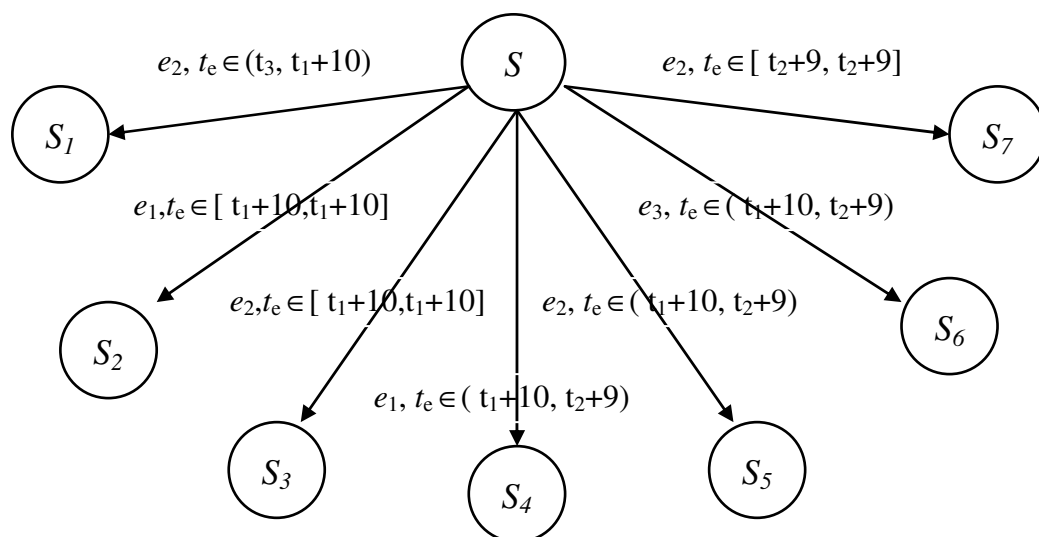 S
e2, te∈(t3, t1+10)
e2, te∈[ t2+9, t2+9]
S1
S7
e1,te∈[ t1+10,t1+10]
e3, te∈( t1+10, t2+9)
e2,te∈[ t1+10,t1+10]
e2, te∈( t1+10, t2+9)
S2
S6
e1, te∈( t1+10, t2+9)
S3
S4
S5